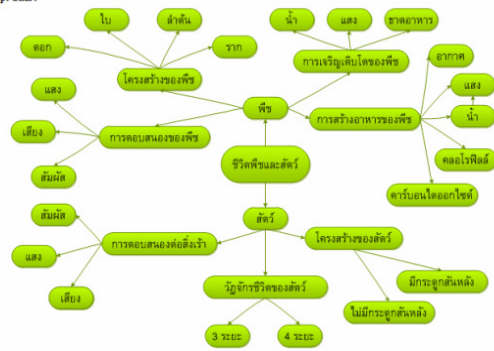 ใบ
ลำต้น
ดอก
ราก
โครงสร้างของพืช
น้ำ
แสง
ธาตุอาหาร
การเจริญเติบโตของพืช
อากาศ
แสง
น้ำ
คลอโรฟิลล์
คาร์บอนไดออกไซด์
การสร้างอาหารของพืช
พืช
แสง
เสียง
สัมผัส
การตอบสนองของพืช
ชีวิตพืชและสัตว์
สัตว์
สัมผัส
แสง
เสียง
การตอบสนองต่อสิ่งเร้า
โครงสร้างของสัตว์
มีกระดูกสันหลัง
ไม่มีกระดูกสันหลัง
วัฎจักรชีวิตของสัตว์
3 ระยะ
4 ระยะ